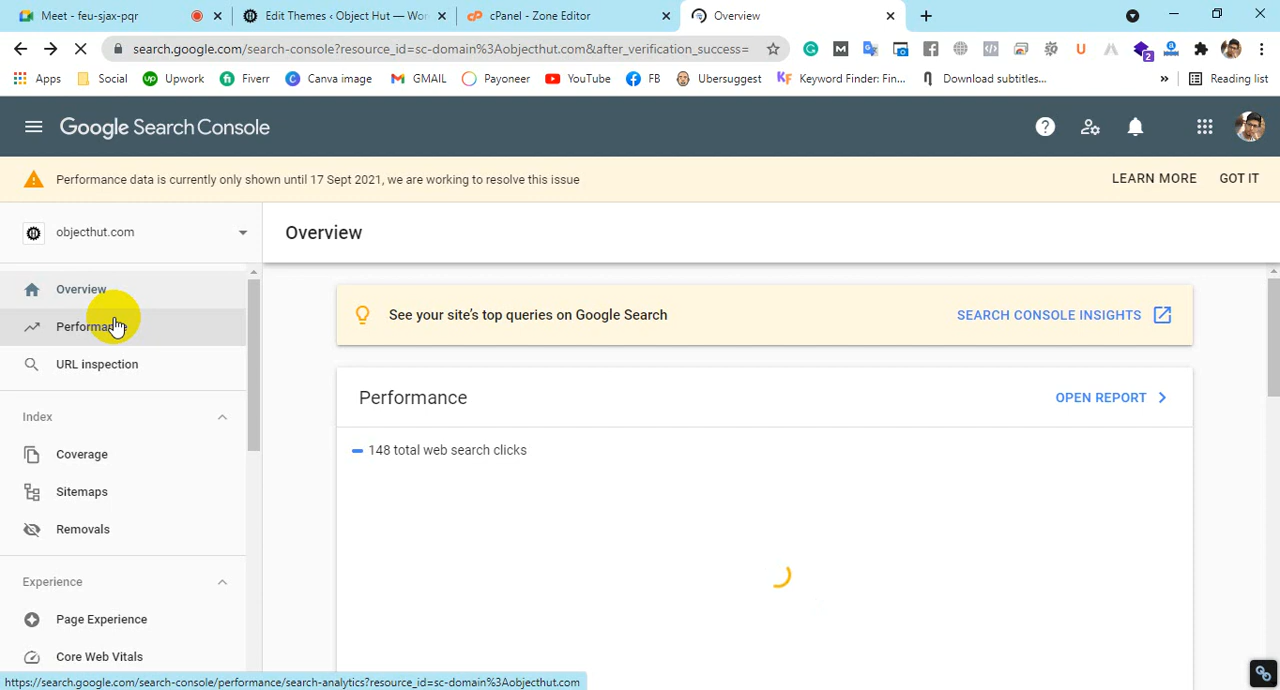 Meet - feu-sjax-pqr
Edit Themes ‹ Object Hut — Wor
cPanel - Zone Editor
Overview
search.google.com/search-console?resource_id=sc-domain%3Aobjecthut.com&after_verification_success=
Apps
Social
Upwork
Fiverr
Canva image
GMAIL
Payoneer
YouTube
FB
Ubersuggest
Keyword Finder: Fin...
Download subtitles...
»
Reading list
Google Search Console
Performance data is currently only shown until 17 Sept 2021, we are working to resolve this issue
LEARN MORE
GOT IT
objecthut.com
Overview
Overview
Performance
URL inspection
Index
Coverage
Sitemaps
Removals
Experience
Page Experience
Core Web Vitals
See your site's top queries on Google Search
SEARCH CONSOLE INSIGHTS
Performance
OPEN REPORT
148 total web search clicks
https://search.google.com/search-console/performance/search-analytics?resource_id=sc-domain%3Aobjecthut.com